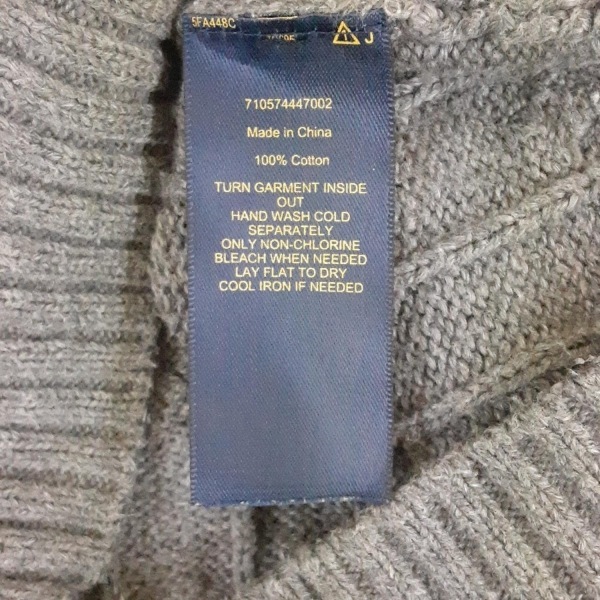 5FA448C
J
710574447002
Made in China
100% Cotton
TURN GARMENT INSIDE
OUT
HAND WASH COLD
SEPARATELY
ONLY NON-CHLORINE
BLEACH WHEN NEEDED
LAY FLAT TO DRY
COOL IRON IF NEEDED